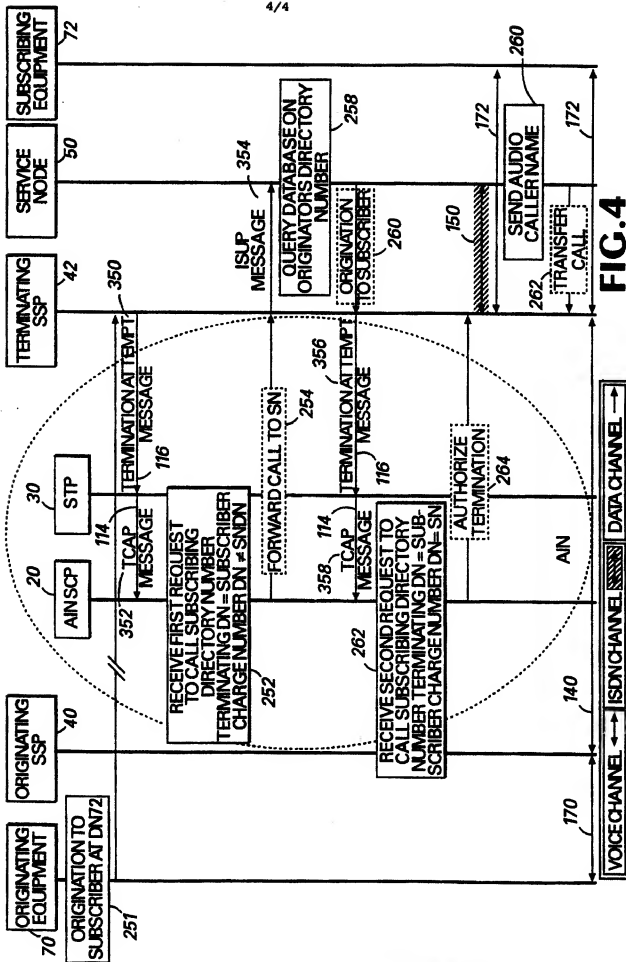 4/4
ORIGINATING
EQUIPMENT
70
ORIGINATING
SSP
40
AIN SCP
20
STP
30
TERMINATING
SSP
42
SERVICE
NODE
50
SUBSCRIBING
EQUIPMENT
72
ORIGINATION TO
SUBSCRIBER AT DN72
251
TERMINATION ATTEMPT
MESSAGE
350
116
114
TCAP
MESSAGE
352
RECEIVE FIRST REQUEST
TO CALL SUBSCRIBING
DIRECTORY NUMBER
TERMINATING DN = SUBSCRIBER
CHARGE NUMBER DN ≠ SNDN
252
FORWARD CALL TO SN
254
ISUP
MESSAGE
354
QUERY DATABASE ON
ORIGINATORS DIRECTORY
NUMBER
258
ORIGINATION
TO SUBSCRIBER
260
TERMINATION ATTEMPT
MESSAGE
356
116
114
TCAP
MESSAGE
358
RECEIVE SECOND REQUEST TO
CALL SUBSCRIBING DIRECTORY
NUMBER TERMINATING DN = SUB-
SCRIBER CHARGE NUMBER DN= SN
262
150
172
AUTHORIZE
TERMINATION
264
SEND AUDIO
CALLER NAME
260
TRANSFER
CALL
262
AIN
170
140
172
VOICE CHANNEL
ISDN CHANNEL
DATA CHANNEL
FIG.4